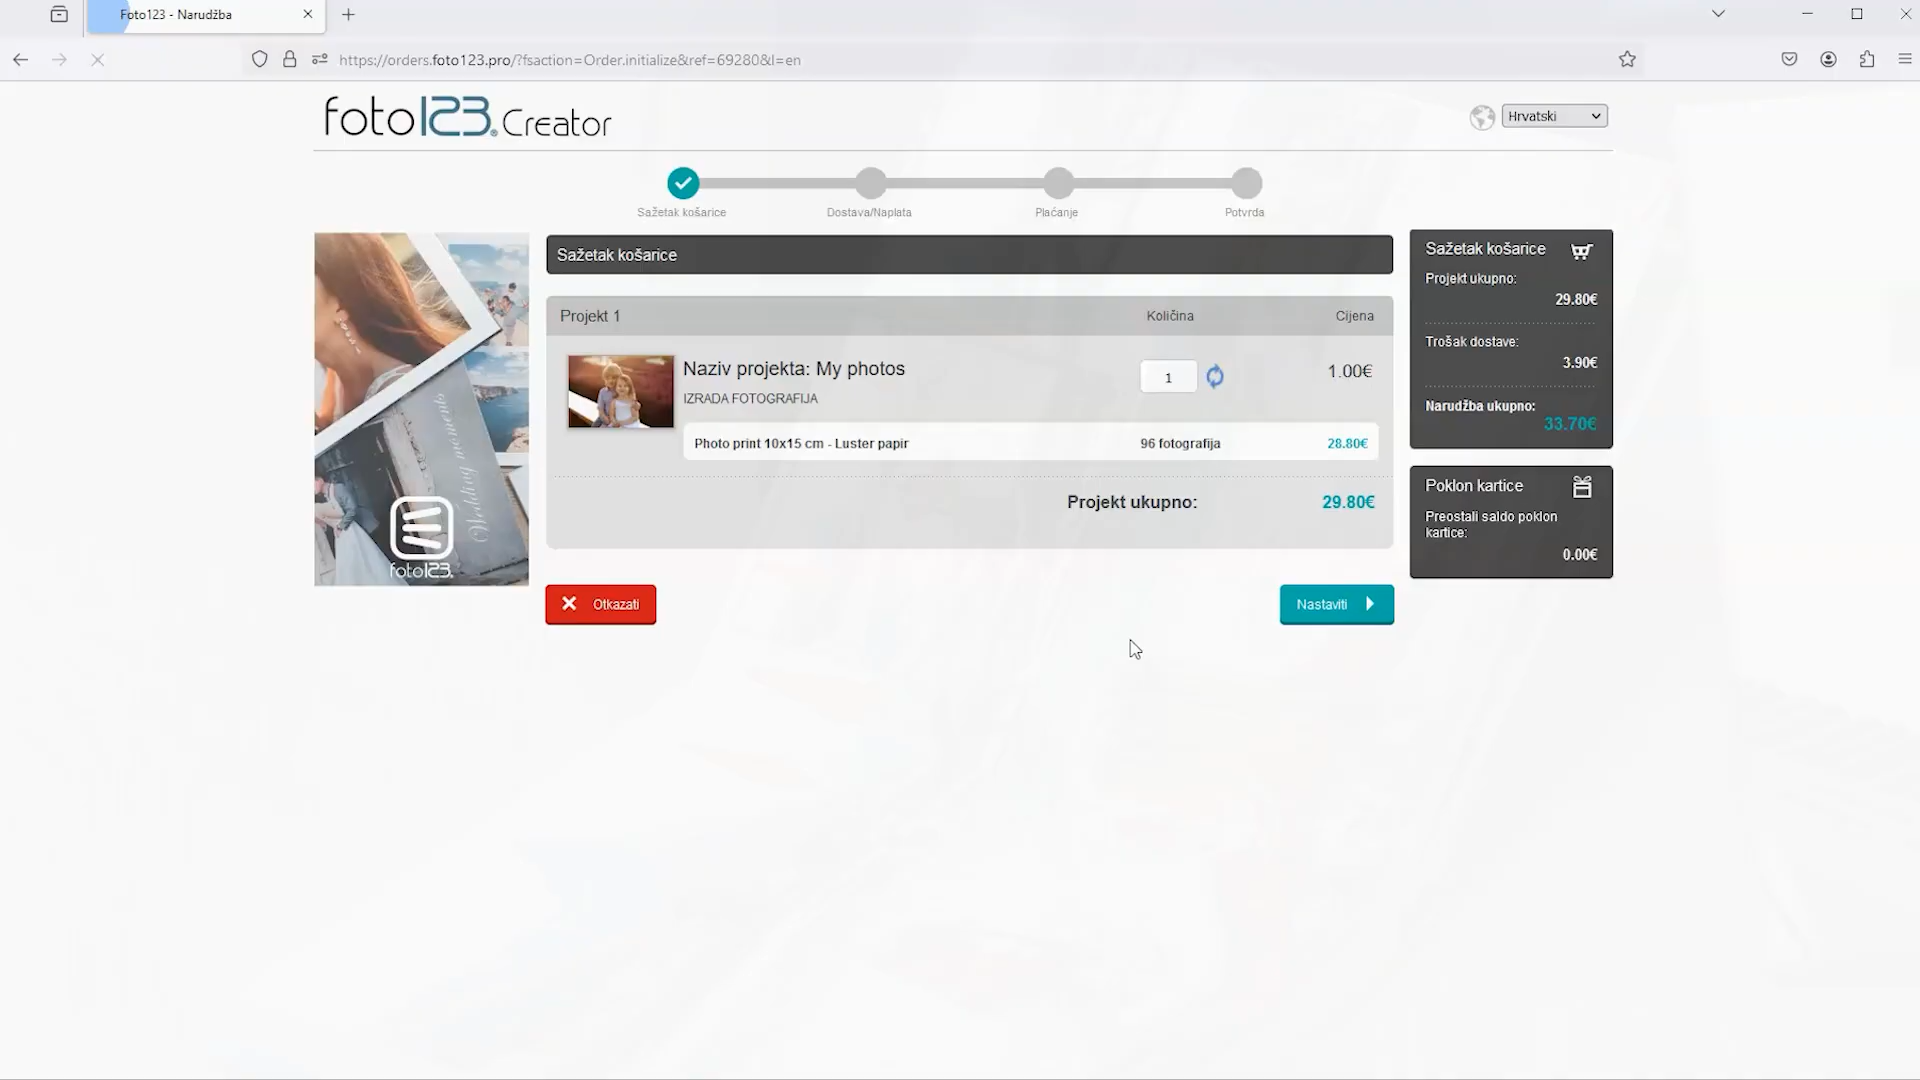 Foto123 - Narudžba
https://orders.foto123.pro/?fsaction=Order.initialize&ref=69280&l=en
foto123.Creator
Hrvatski
Sažetak košarice
Dostava/Naplata
Plaćanje
Potvrda
Wedding moments
foto123.
Sažetak košarice
Projekt 1
Količina
Cijena
Naziv projekta: My photos
1
1.00€
IZRADA FOTOGRAFIJA
Photo print 10x15 cm - Luster papir
96 fotografija
28.80€
Projekt ukupno:
29.80€
Otkazati
Nastaviti
Sažetak košarice
Projekt ukupno:
29.80€
Trošak dostave:
3.90€
Narudžba ukupno:
33.70€
Poklon kartice
Preostali saldo poklon
kartice:
0.00€